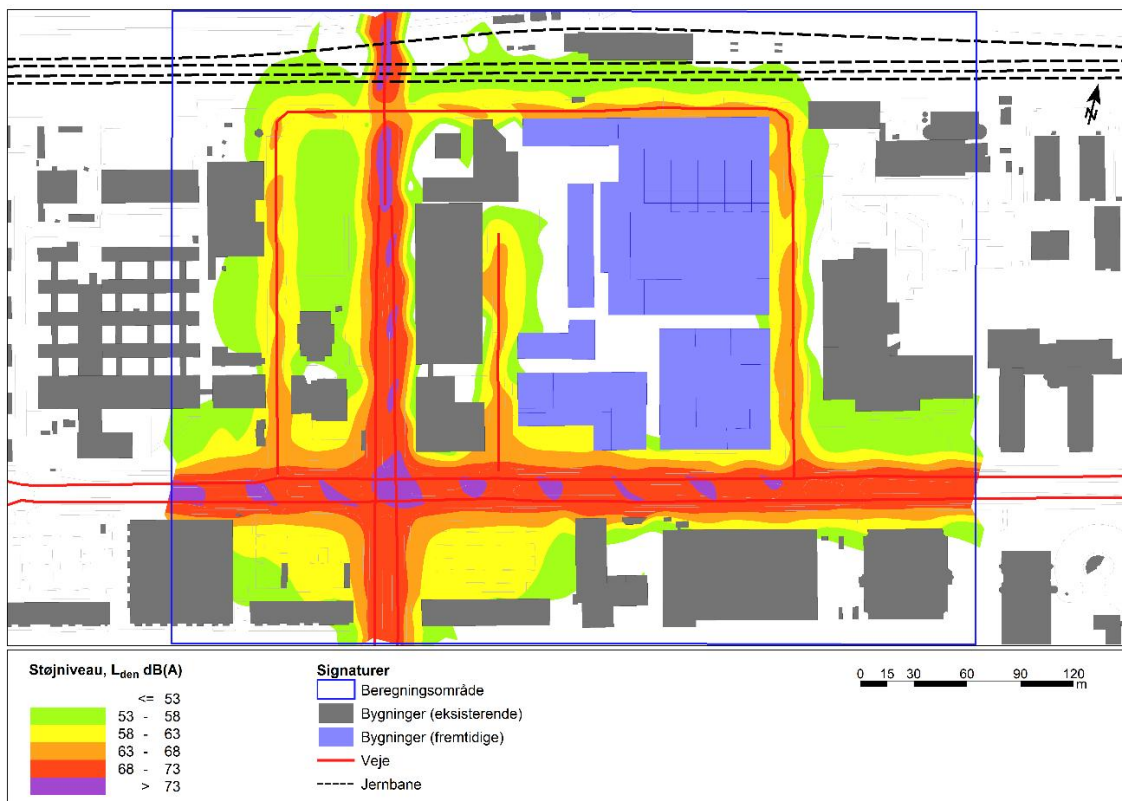 N
Støjniveau, Lden dB(A)
<= 53
53 - 58
58 - 63
63 - 68
68 - 73
> 73
Signaturer
Beregningsområde
Bygninger (eksisterende)
Bygninger (fremtidige)
Veje
Jernbane
0 15 30 60 90 120
m